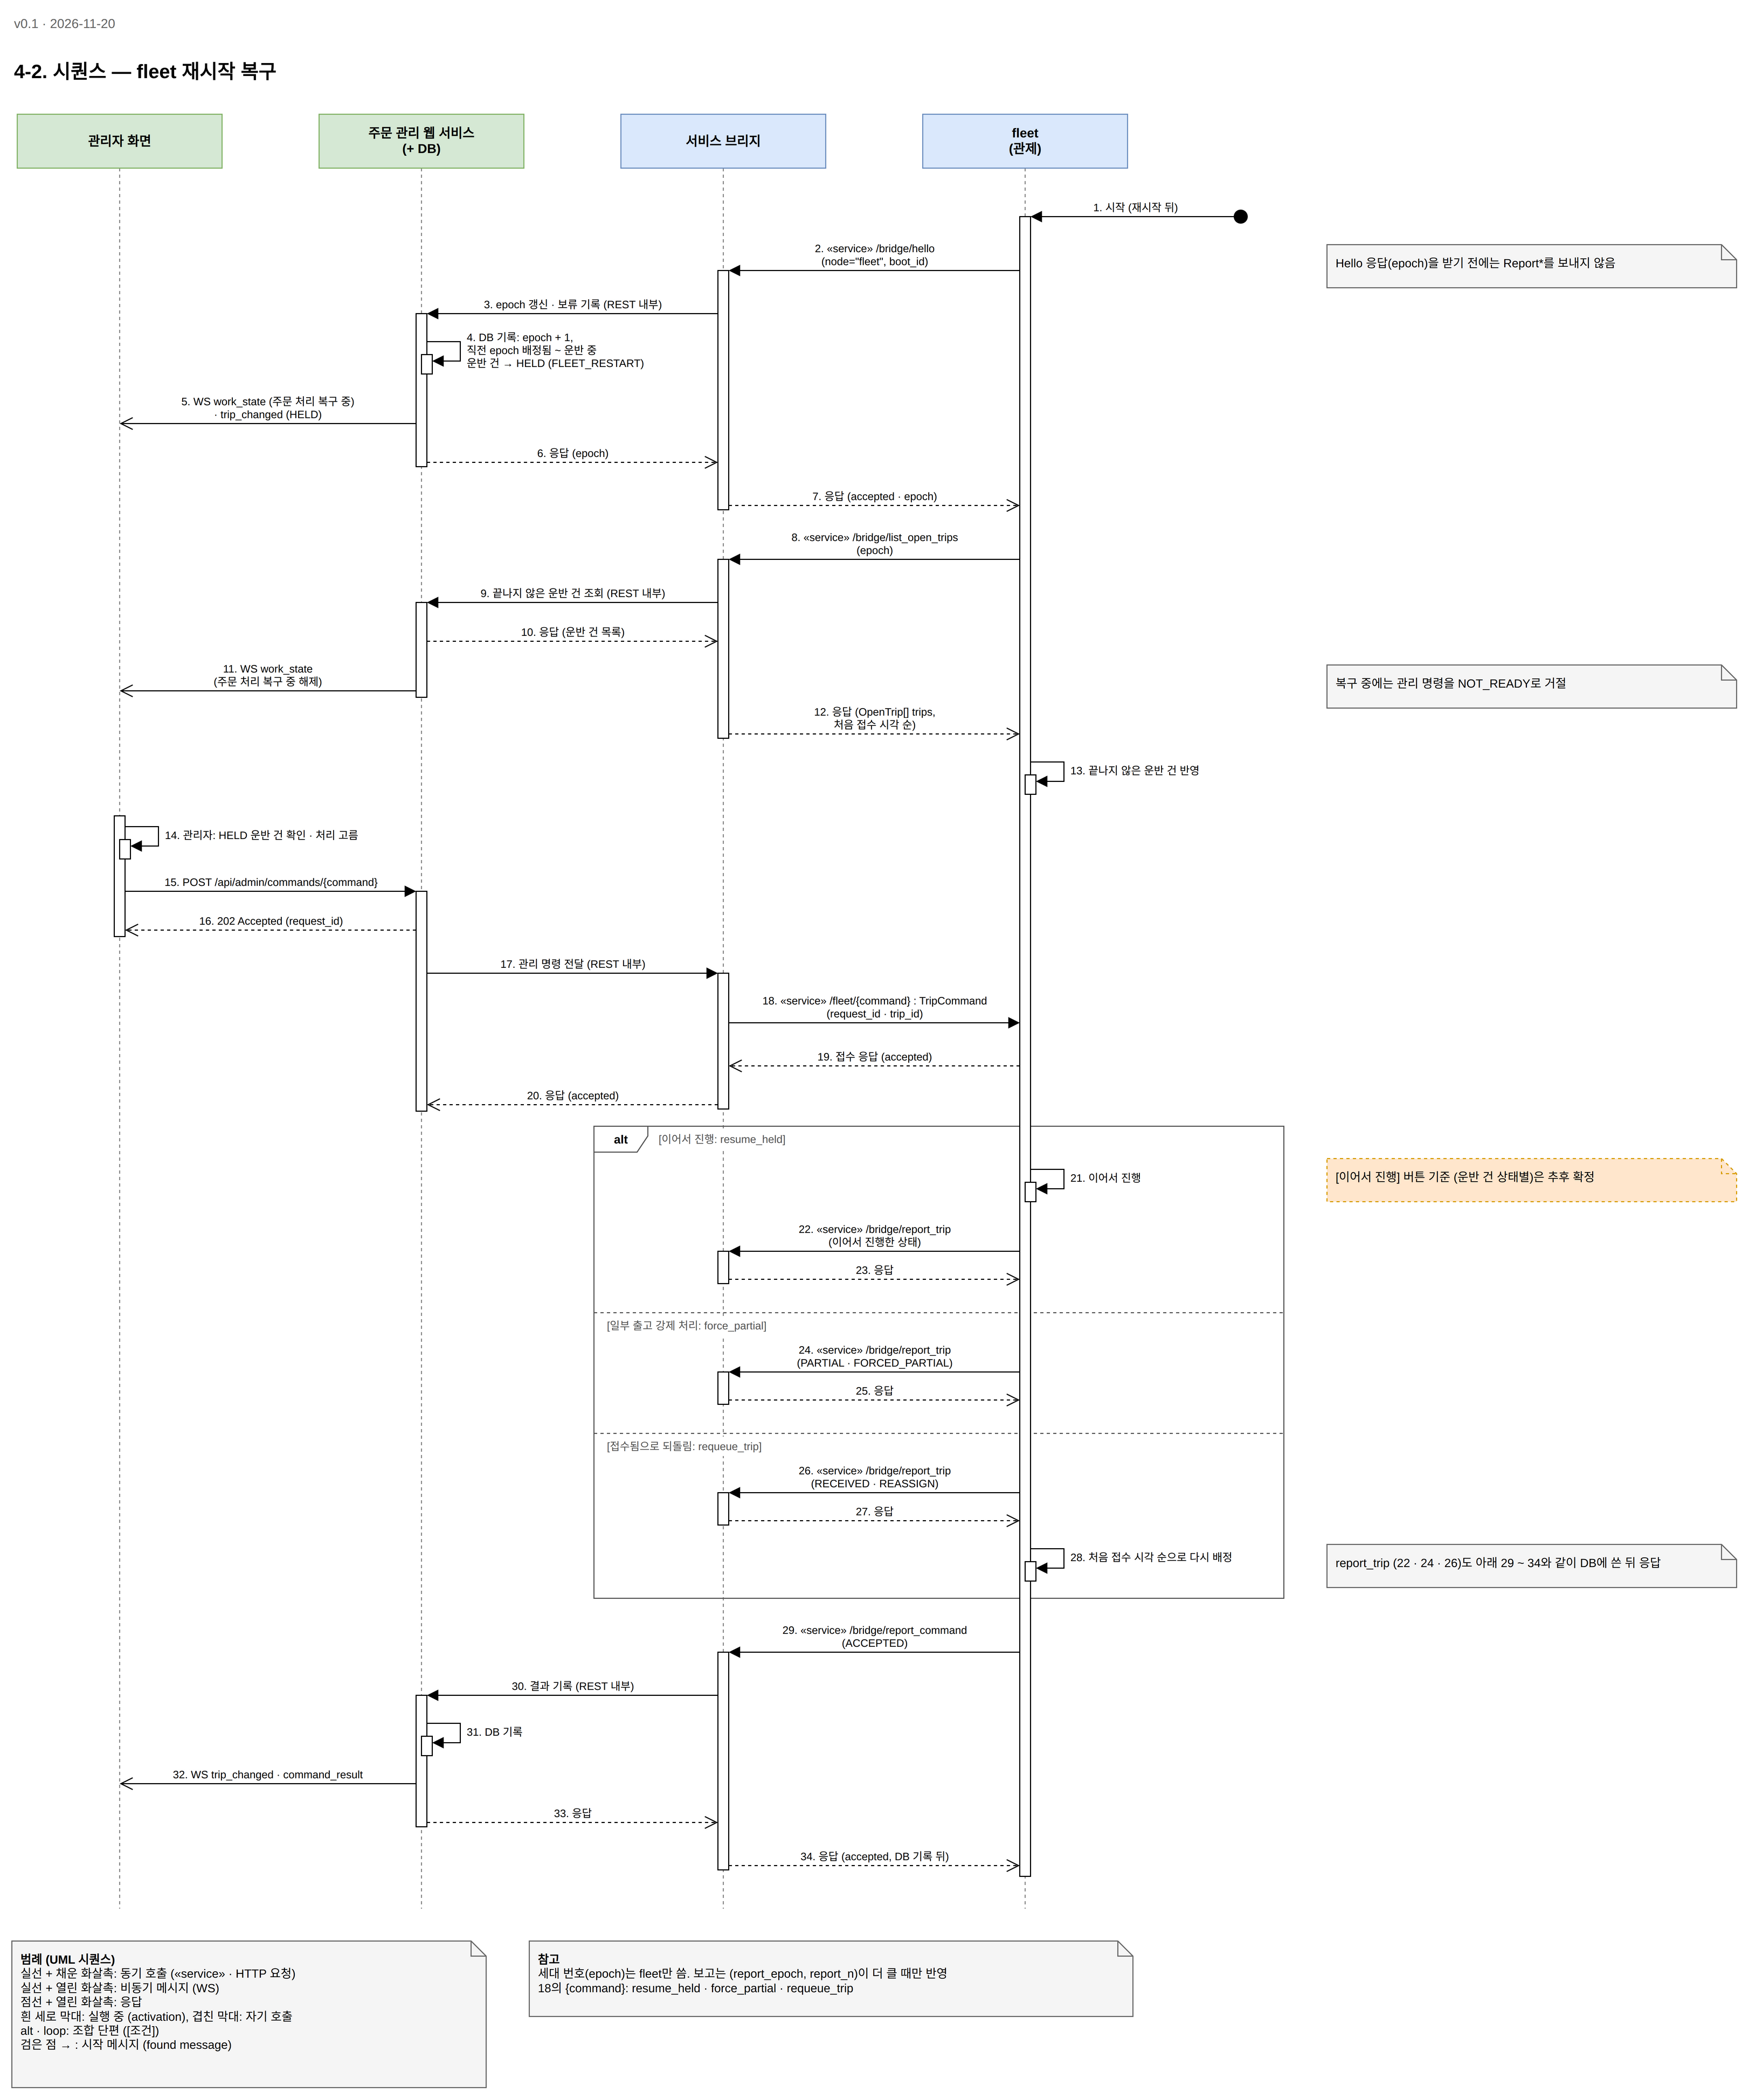 v0.1 · 2026-11-20
4-2. 시퀀스 — fleet 재시작 복구
관리자 화면
주문 관리 웹 서비스
(+ DB)
서비스 브리지
fleet
(관제)
1. 시작 (재시작 뒤)
2. «service» /bridge/hello
(node="fleet", boot_id)
Hello 응답(epoch)을 받기 전에는 Report*를 보내지 않음
3. epoch 갱신 · 보류 기록 (REST 내부)
4. DB 기록: epoch + 1,
직전 epoch 배정됨 ~ 운반 중
운반 건 → HELD (FLEET_RESTART)
5. WS work_state (주문 처리 복구 중)
· trip_changed (HELD)
6. 응답 (epoch)
7. 응답 (accepted · epoch)
8. «service» /bridge/list_open_trips
(epoch)
9. 끝나지 않은 운반 건 조회 (REST 내부)
10. 응답 (운반 건 목록)
11. WS work_state
(주문 처리 복구 중 해제)
복구 중에는 관리 명령을 NOT_READY로 거절
12. 응답 (OpenTrip[] trips,
처음 접수 시각 순)
13. 끝나지 않은 운반 건 반영
14. 관리자: HELD 운반 건 확인 · 처리 고름
15. POST /api/admin/commands/{command}
16. 202 Accepted (request_id)
17. 관리 명령 전달 (REST 내부)
18. «service» /fleet/{command} : TripCommand
(request_id · trip_id)
19. 접수 응답 (accepted)
20. 응답 (accepted)
alt
[이어서 진행: resume_held]
21. 이어서 진행
[이어서 진행] 버튼 기준 (운반 건 상태별)은 추후 확정
22. «service» /bridge/report_trip
(이어서 진행한 상태)
23. 응답
[일부 출고 강제 처리: force_partial]
24. «service» /bridge/report_trip
(PARTIAL · FORCED_PARTIAL)
25. 응답
[접수됨으로 되돌림: requeue_trip]
26. «service» /bridge/report_trip
(RECEIVED · REASSIGN)
27. 응답
28. 처음 접수 시각 순으로 다시 배정
report_trip (22 · 24 · 26)도 아래 29 ~ 34와 같이 DB에 쓴 뒤 응답
29. «service» /bridge/report_command
(ACCEPTED)
30. 결과 기록 (REST 내부)
31. DB 기록
32. WS trip_changed · command_result
33. 응답
34. 응답 (accepted, DB 기록 뒤)
범례 (UML 시퀀스)
실선 + 채운 화살촉: 동기 호출 («service» · HTTP 요청)
실선 + 열린 화살촉: 비동기 메시지 (WS)
점선 + 열린 화살촉: 응답
흰 세로 막대: 실행 중 (activation), 겹친 막대: 자기 호출
alt · loop: 조합 단편 ([조건])
검은 점 → : 시작 메시지 (found message)
참고
세대 번호(epoch)는 fleet만 씀. 보고는 (report_epoch, report_n)이 더 클 때만 반영
18의 {command}: resume_held · force_partial · requeue_trip